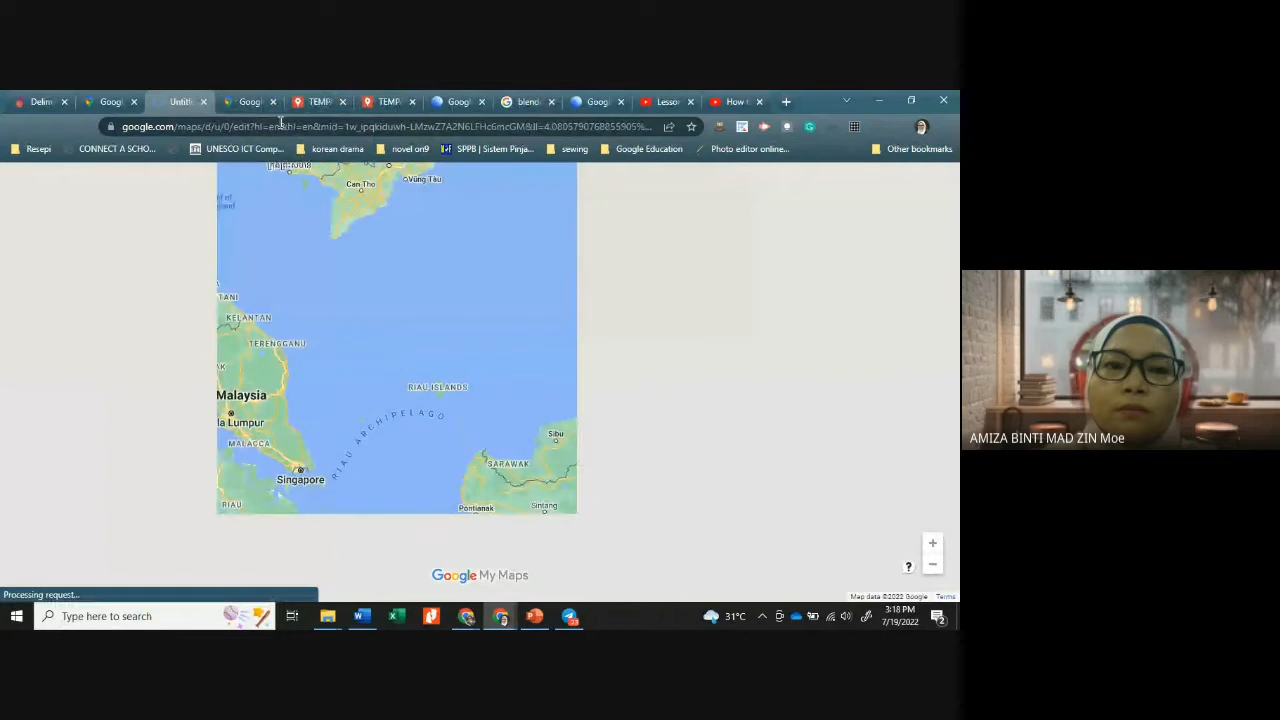 Delim
Googl
Untitl
Googl
TEMP
TEMP
Googl
blend
Googl
Lesso
How t
google.com/maps/d/u/0/edit?hl=en&hl=en&mid=1w_ipqkiduwh-LMzwZ7A2N6LFHc6mcGM&ll=4.0805790768855905%...
Resepi
CONNECT A SCHO...
UNESCO ICT Comp...
korean drama
novel on9
SPPB | Sistem Pinja...
sewing
Google Education
Photo editor online...
Other bookmarks
Can Tho
Vũng Tàu
TANI
KELANTAN
TERENGGANU
AK
Malaysia
la Lumpur
MALACCA
Singapore
RIAU
RIAU ISLANDS
RIAU ARCHIPELAGO
Sibu
SARAWAK
Pontianak
Sintang
Google My Maps
Map data ©2022 Google
Terms
Processing request...
Type here to search
31°C
3:18 PM
7/19/2022
2
AMIZA BINTI MAD ZIN Moe